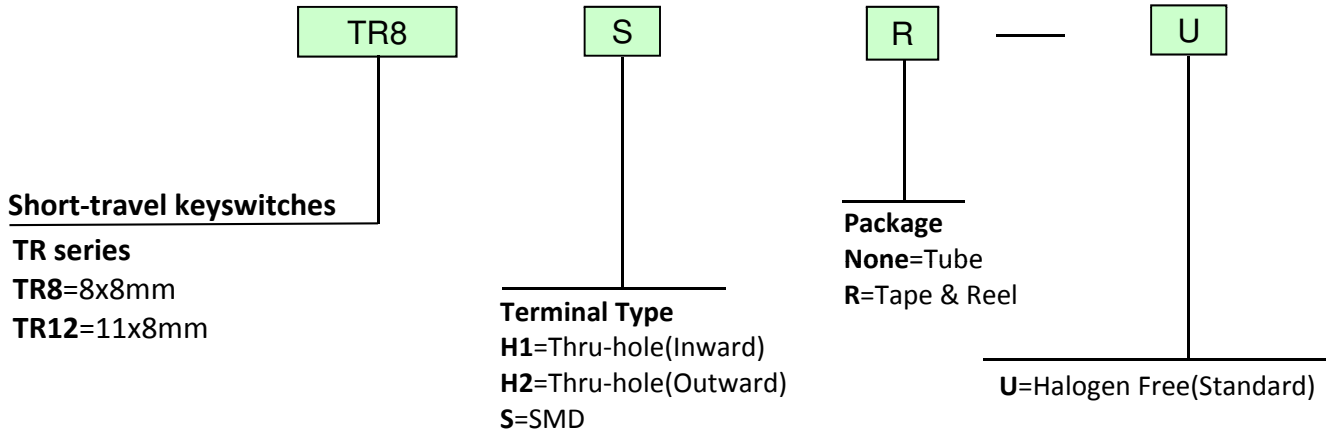 TR8 S R — U
Short-travel keyswitches
TR series
TR8=8x8mm
TR12=11x8mm
Terminal Type
H1=Thru-hole(Inward)
H2=Thru-hole(Outward)
S=SMD
Package
None=Tube
R=Tape & Reel
U=Halogen Free(Standard)